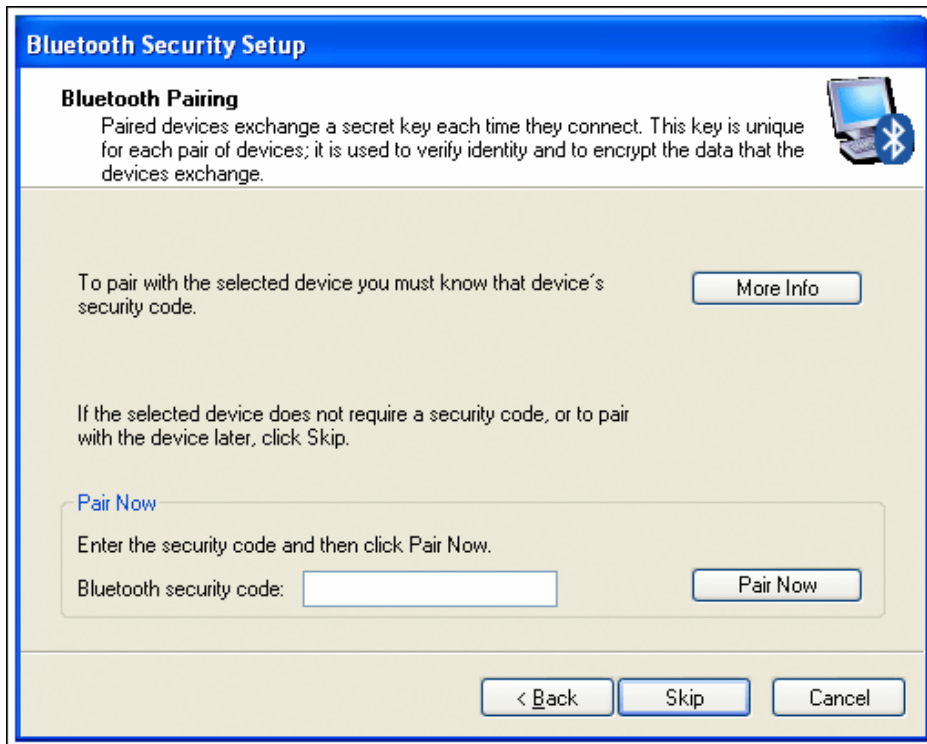 Bluetooth Security Setup
Bluetooth Pairing
Paired devices exchange a secret key each time they connect. This key is unique
for each pair of devices; it is used to verify identity and to encrypt the data that the
devices exchange.
To pair with the selected device you must know that device's
security code.
More Info
If the selected device does not require a security code, or to pair
with the device later, click Skip.
Pair Now
Enter the security code and then click Pair Now.
Bluetooth security code:
Pair Now
< Back
Skip
Cancel